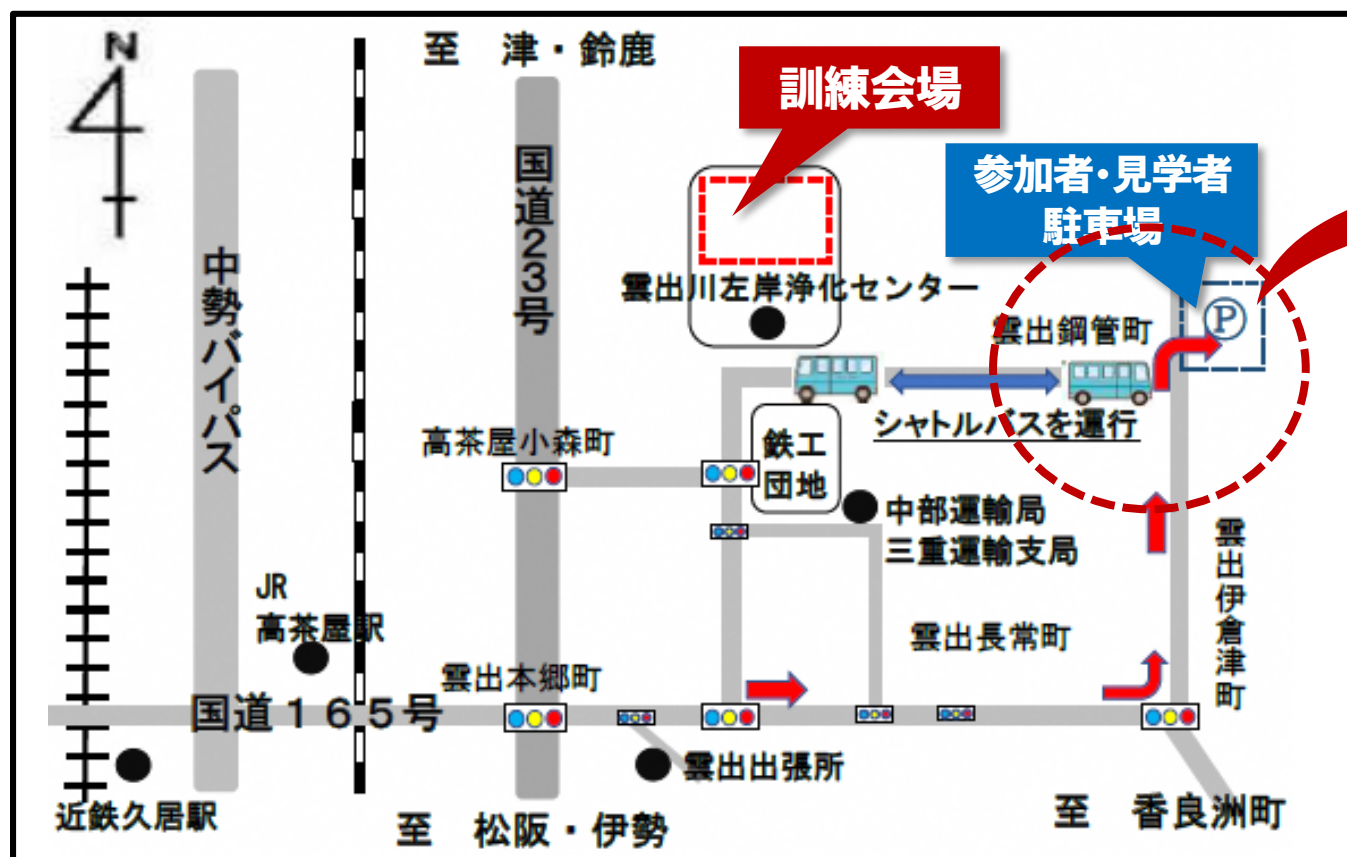 N
至　津・鈴鹿
訓練会場
参加者・見学者
駐車場
国道２３号
中勢バイパス
雲出川左岸浄化センター
雲出鋼管町
Ⓟ
シャトルバスを運行
高茶屋小森町
鉄工
団地
中部運輸局
三重運輸支局
雲出伊倉津町
JR
高茶屋駅
雲出長常町
雲出本郷町
国道１６５号
雲出出張所
近鉄久居駅
至　松阪・伊勢
至　香良洲町